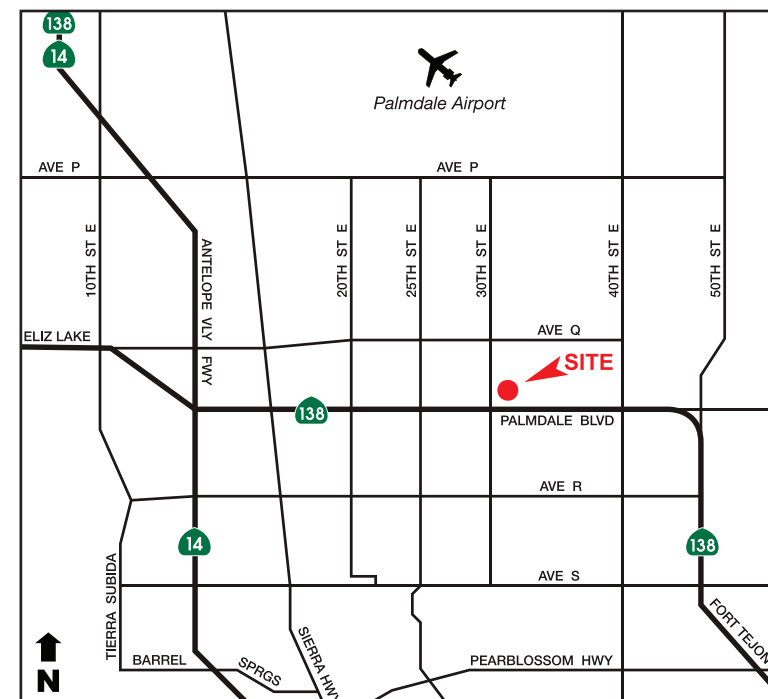 138
14
Palmdale Airport
AVE P
AVE P
10TH ST E
ANTELOPE VLY FWY
20TH ST E
25TH ST E
30TH ST E
40TH ST E
50TH ST E
ELIZ LAKE
AVE Q
SITE
138
PALMDALE BLVD
AVE R
14
138
AVE S
TIERRA SUBIDA
BARREL SPRGS
SIERRA HWY
PEARBLOSSOM HWY
FORT TEJON
N